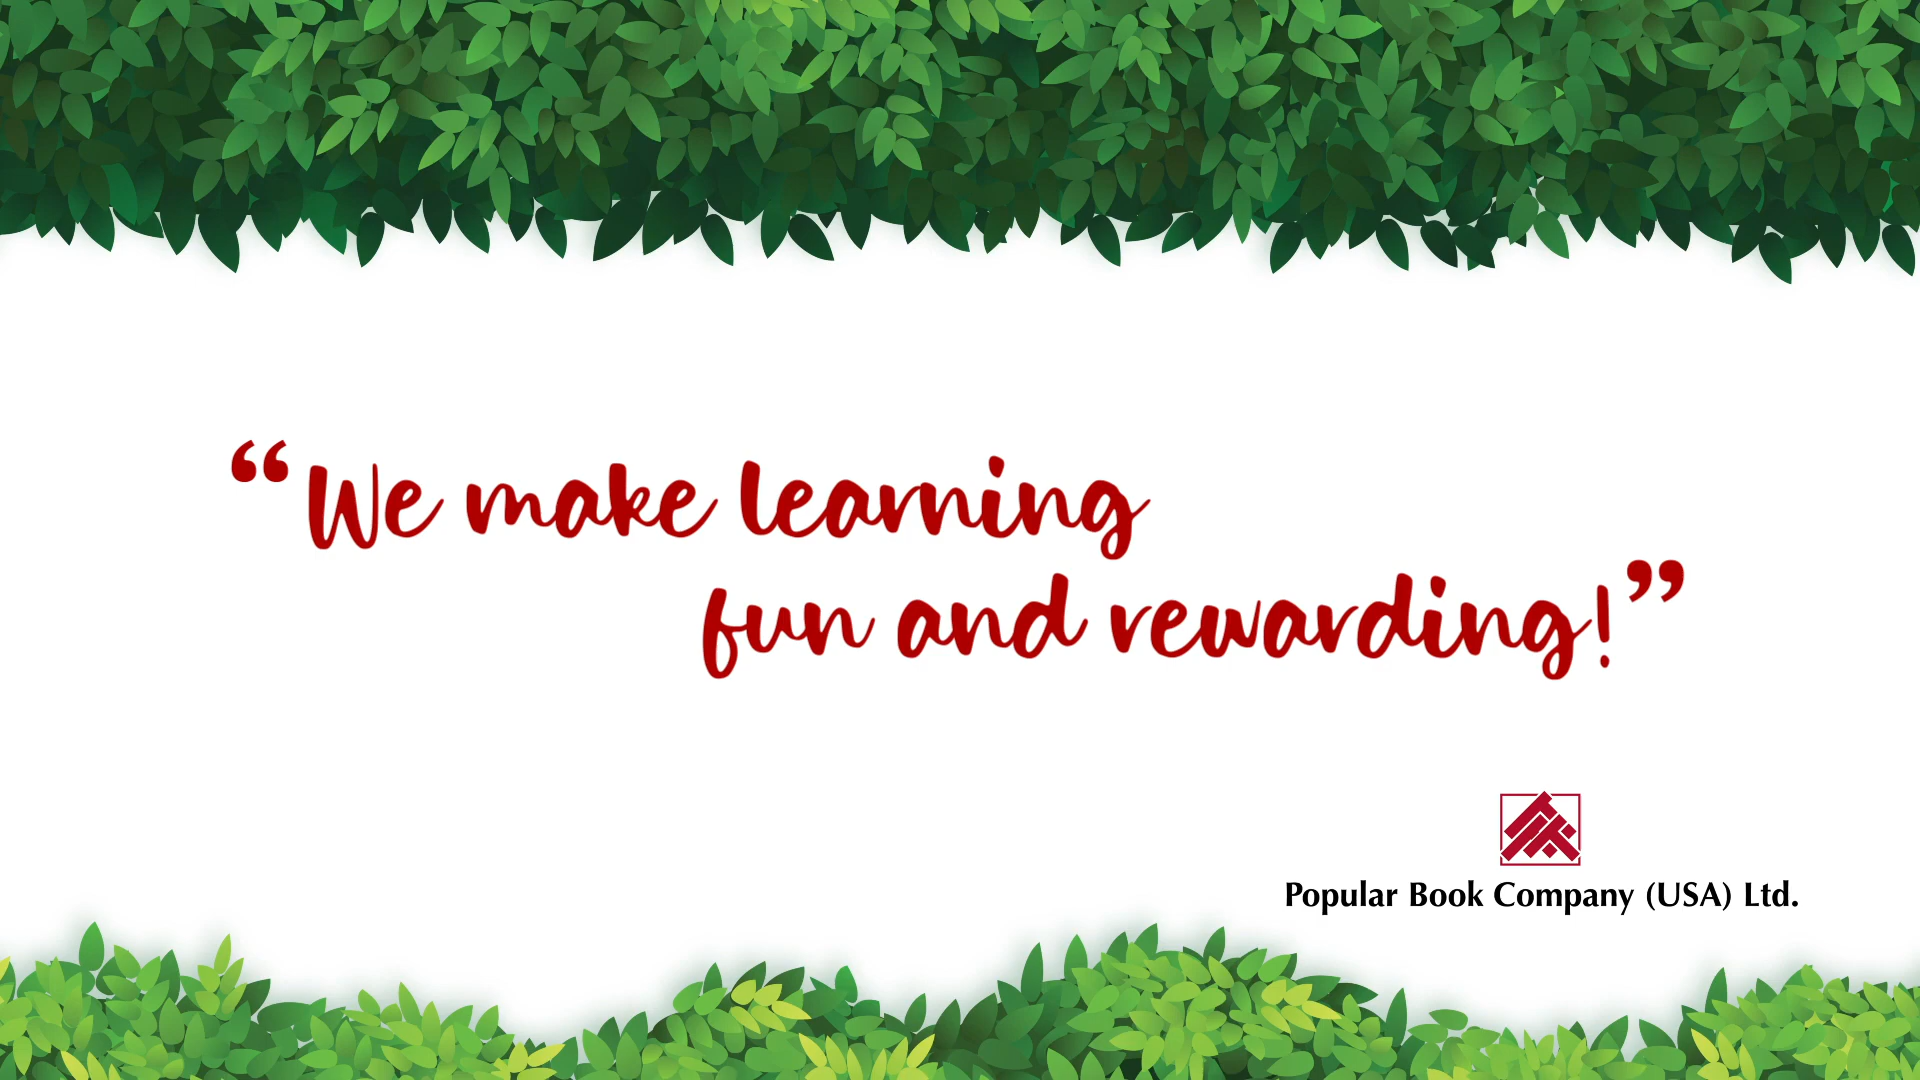 “We make learning
fun and rewarding!”
Popular Book Company (USA) Ltd.